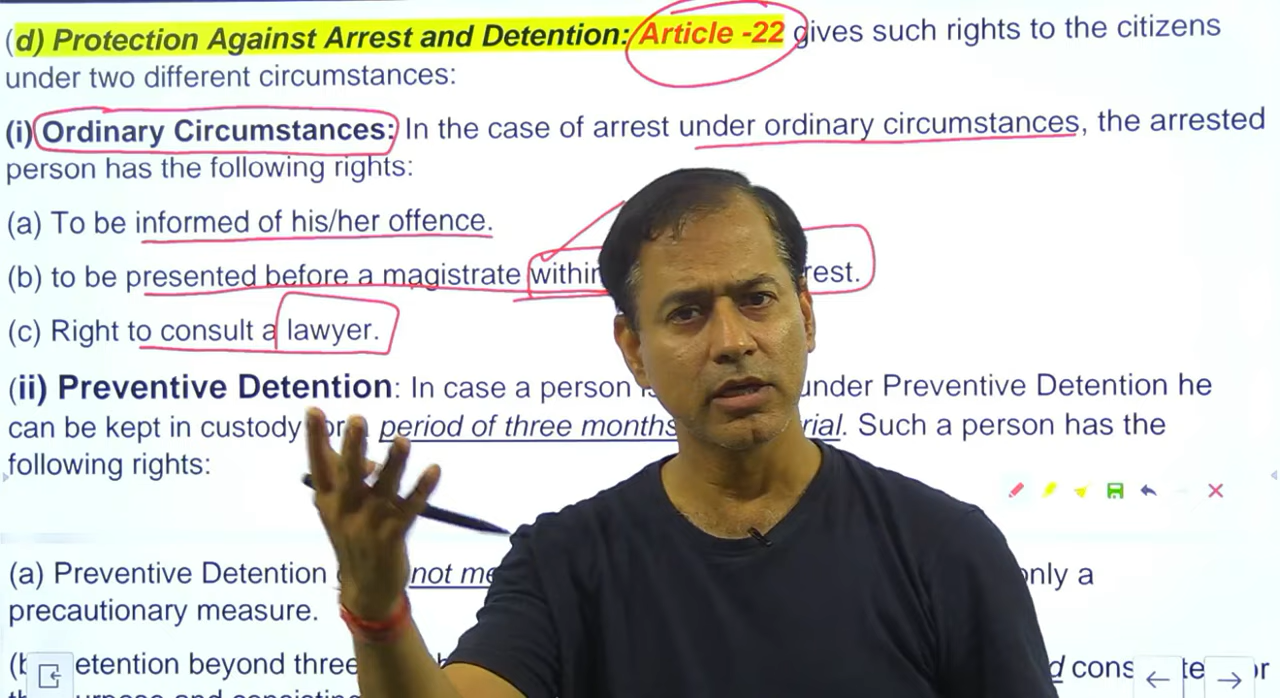 (d) Protection Against Arrest and Detention: Article -22 gives such rights to the citizens
under two different circumstances:
(i) Ordinary Circumstances: In the case of arrest under ordinary circumstances, the arrested
person has the following rights:
(a) To be informed of his/her offence.
(b) to be presented before a magistrate within rest.
(c) Right to consult a lawyer.
(ii) Preventive Detention: In case a person under Preventive Detention he
can be kept in custody period of three months rial. Such a person has the
following rights:
(a) Preventive Detention not only a
precautionary measure.
etention beyond three